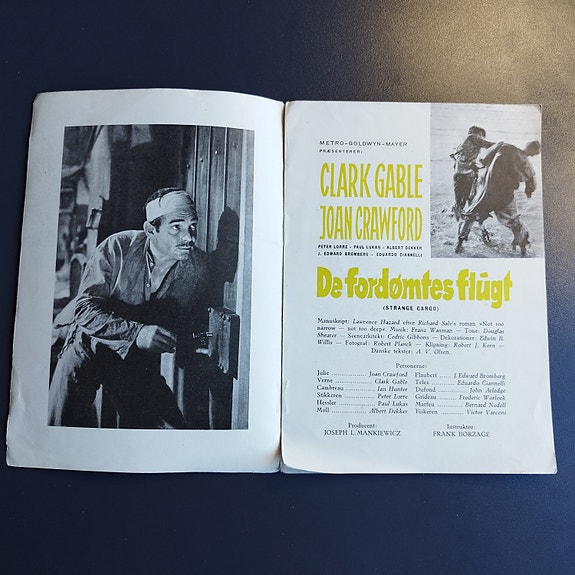 METRO-GOLDWYN-MAYER
PRÆSENTERER:
CLARK GABLE
JOAN CRAWFORD
PETER LORRE - PAUL LUKAS - ALBERT DEKKER
J. EDWARD BROMBERG - EDUARDO CIANNELLI
De fordømtes flugt
(STRANGE CARGO)
Manuskript: Lawrence Hazard efter Richard Sale's roman »Not too
narrow — not too deep«. Musik: Franz Waxman — Tone: Douglas
Shearer — Scenearkitekt: Cedric Gibbons — Dekorationer: Edwin B.
Willis — Fotograf: Robert Planck — Klipning: Robert J. Kern —
Danske tekster: A. V. Olsen.
Personerne:
Julie Joan Crawford
Verne Clark Gable
Cambreau Ian Hunter
Stikkeren Peter Lorre
Hessler Paul Lukas
Moll Albert Dekker
Flaubert J. Edward Bromberg
Telez Eduardo Ciannelli
Dufond John Arledge
Grideau Frederic Worlock
Marfeu Bernard Nedell
Fiskeren Victor Varconi
Producent:
JOSEPH L. MANKIEWICZ
Instruktør:
FRANK BORZAGE